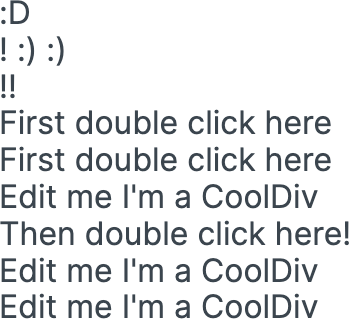 :D
! :) :)
!!
First double click here
First double click here
Edit me I'm a CoolDiv
Then double click here!
Edit me I'm a CoolDiv
Edit me I'm a CoolDiv